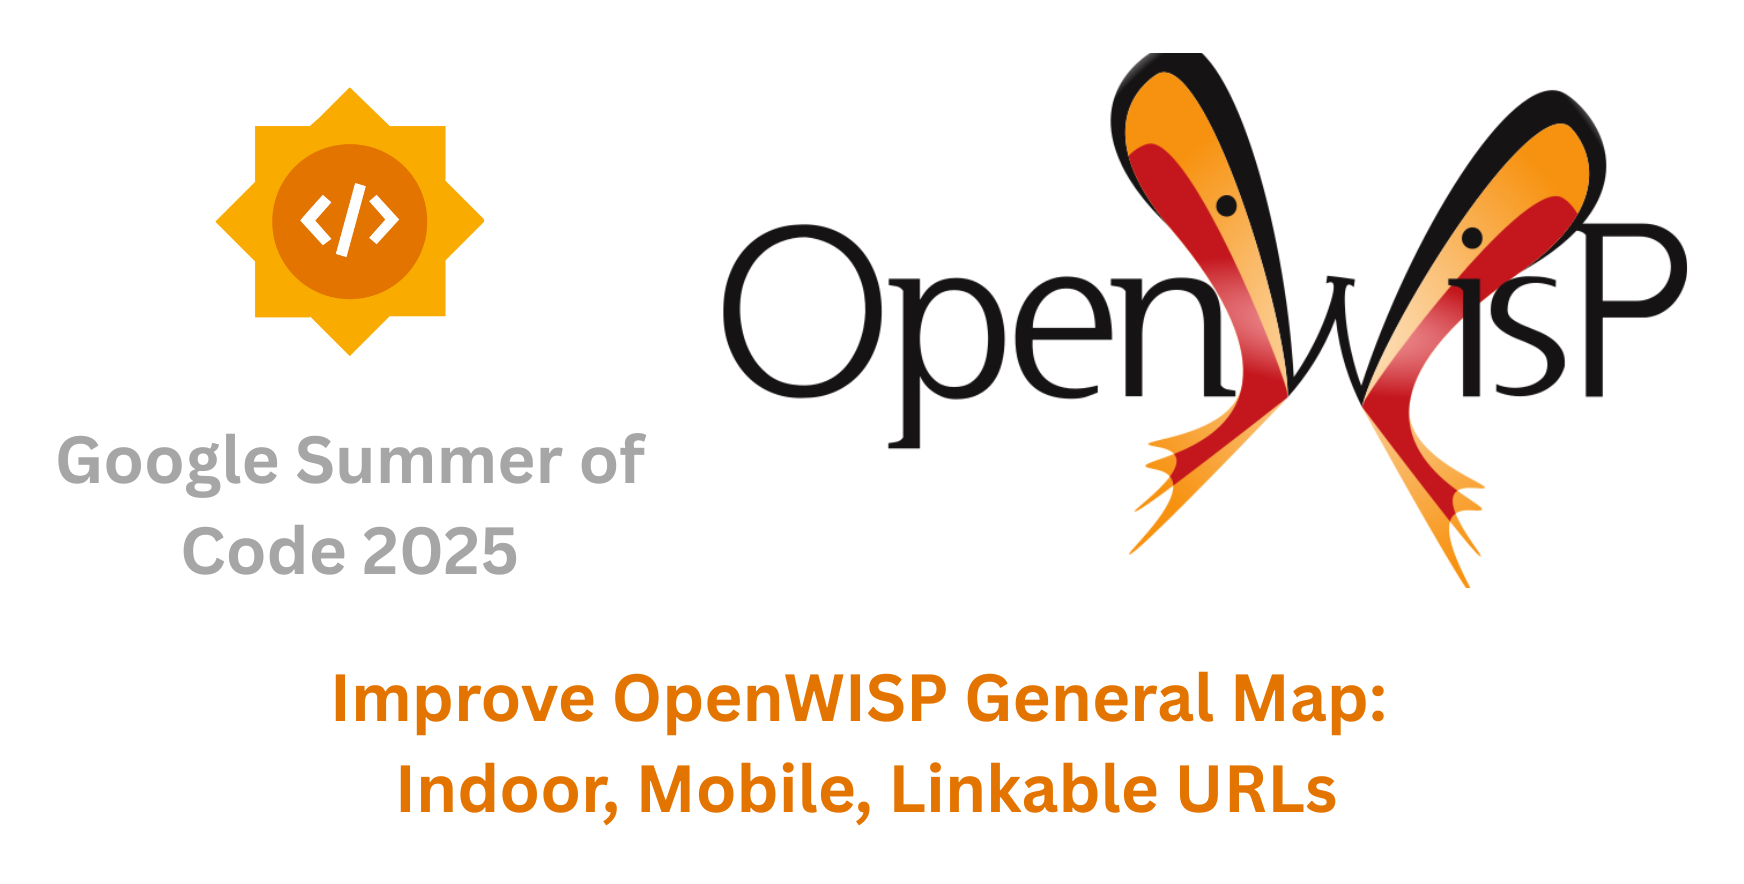 </>
OpenWisP
Google Summer of
Code 2025
Improve OpenWISP General Map:
Indoor, Mobile, Linkable URLs